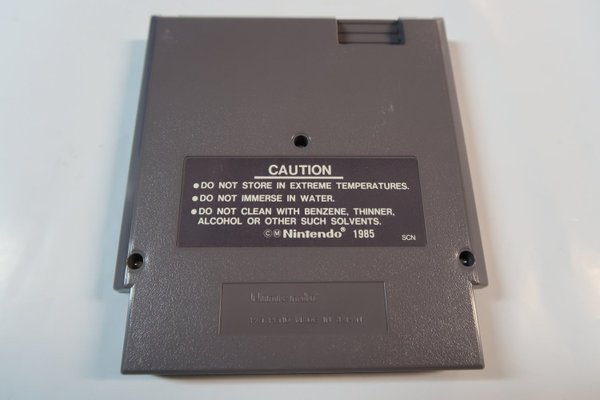 CAUTION
●DO NOT STORE IN EXTREME TEMPERATURES.
●DO NOT IMMERSE IN WATER.
●DO NOT CLEAN WITH BENZENE, THINNER,
ALCOHOL OR OTHER SUCH SOLVENTS.
©Ⓜ Nintendo® 1985
SCN
Nintendo